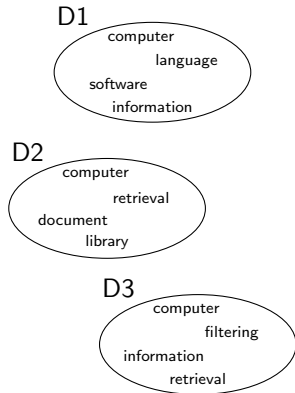 D1
computer
language
software
information
D2
computer
retrieval
document
library
D3
computer
filtering
information
retrieval